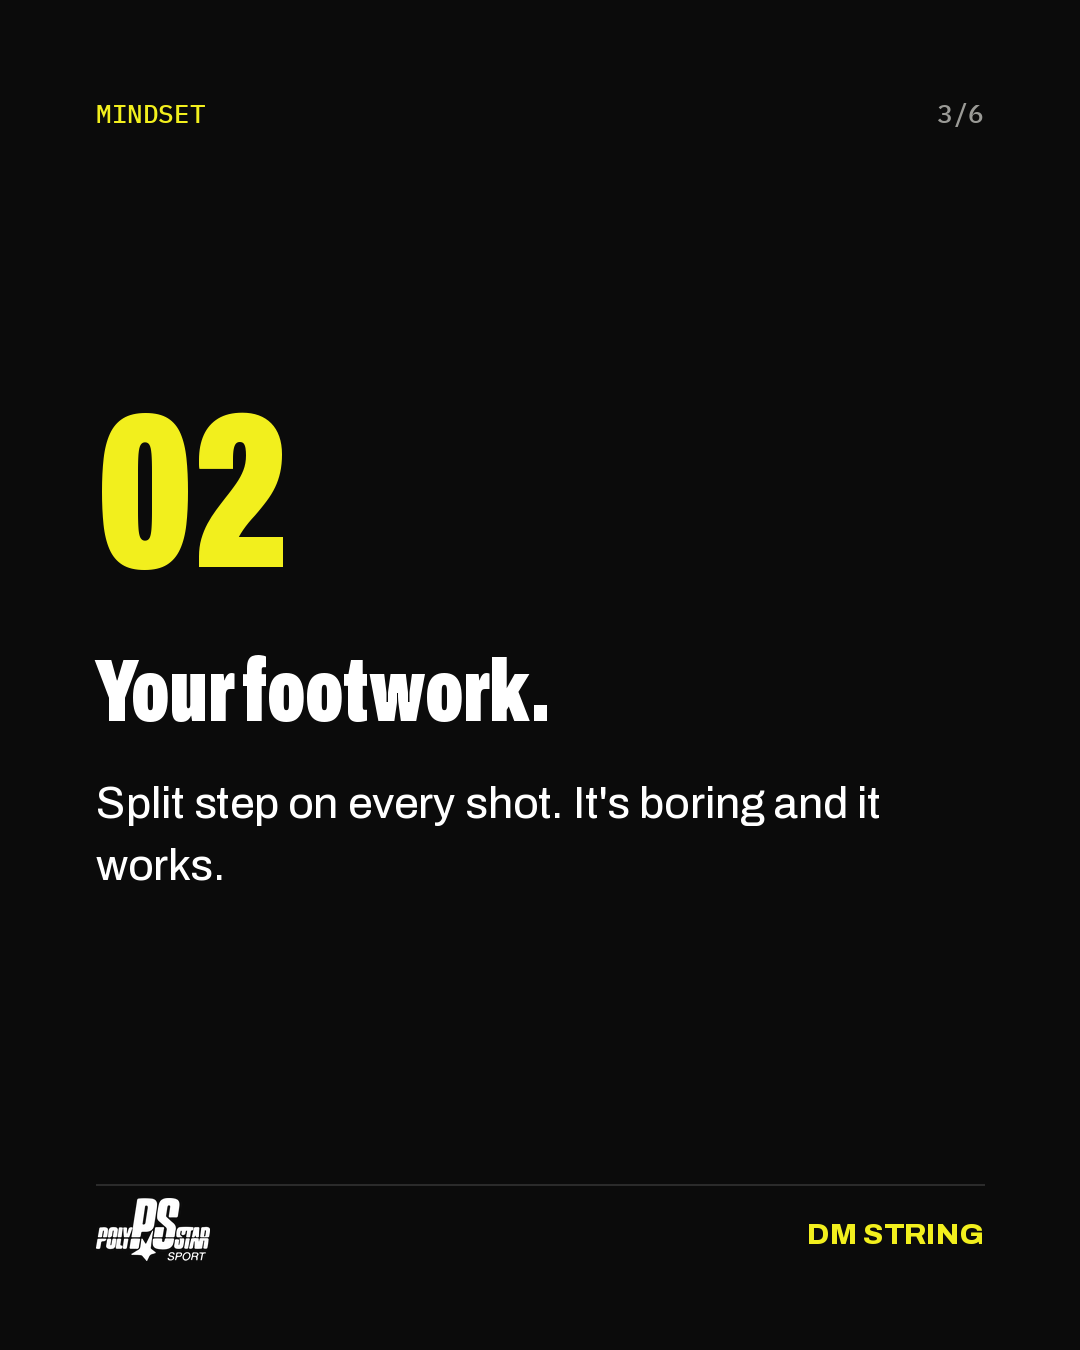 MINDSET
3/6
02
Your footwork.
Split step on every shot. It's boring and it
works.
POLY PS STAR
SPORT
DM STRING